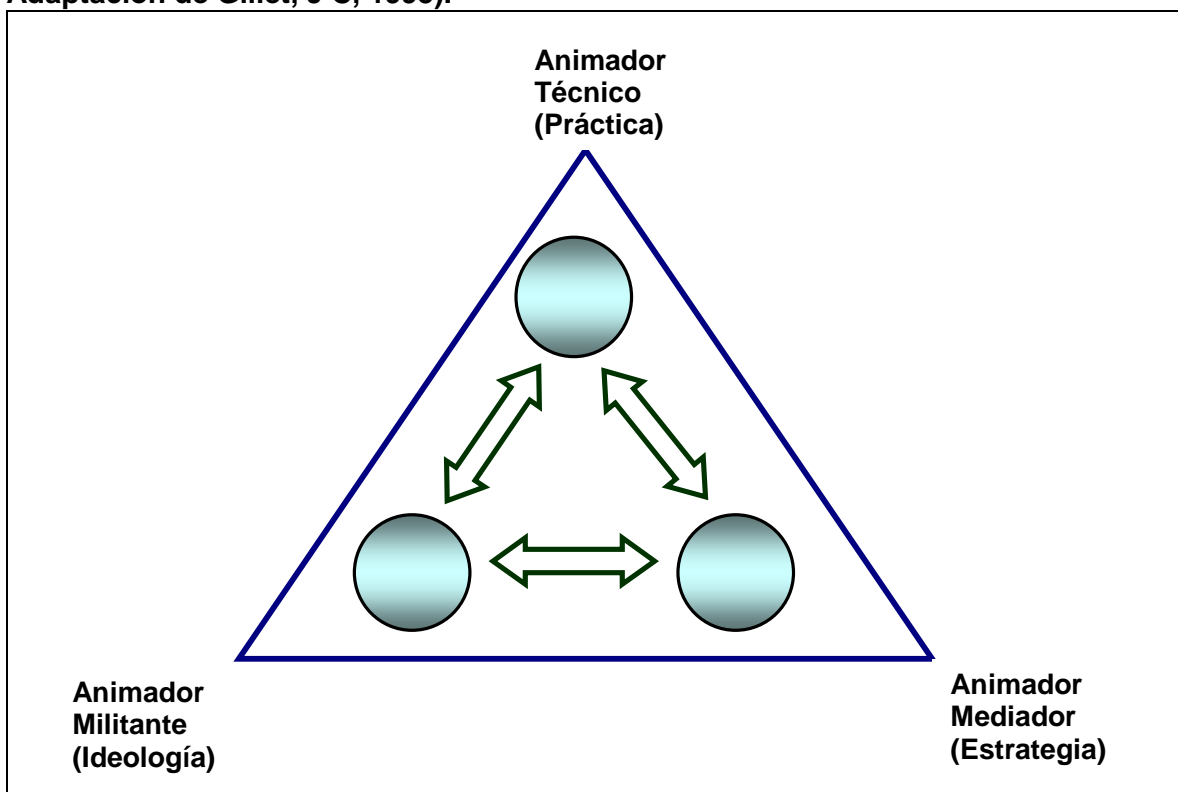 Animador
Técnico
(Práctica)
Animador
Militante
(Ideología)
Animador
Mediador
(Estrategia)